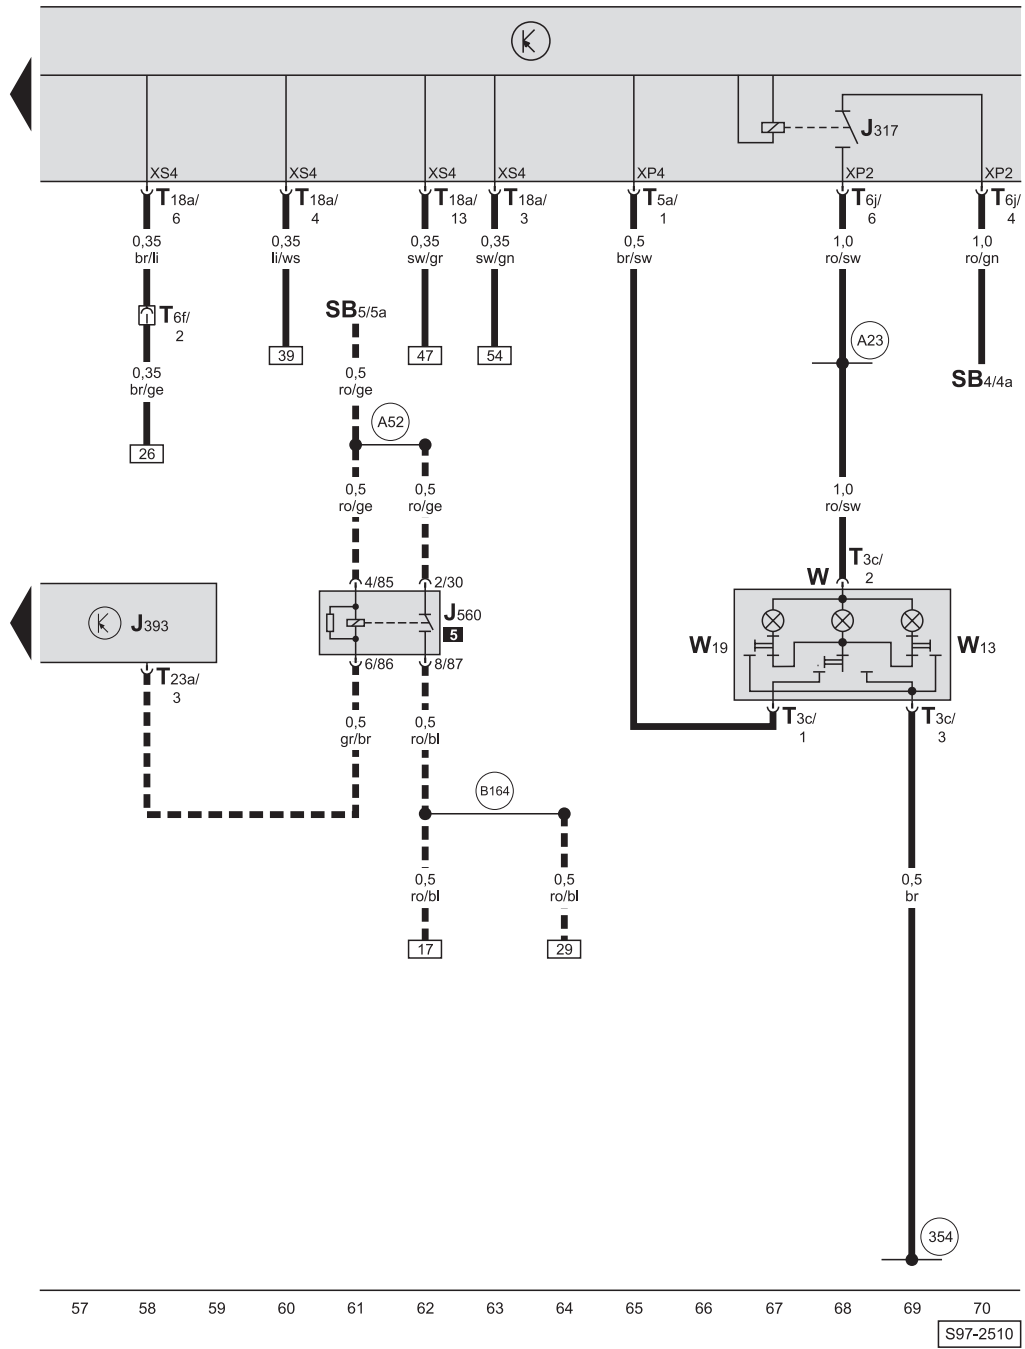 J317
XS4 XS4 XS4 XS4 XP4 XP2 XP2
T18a/ 6
T18a/ 4
T18a/ 13
T18a/ 3
T5a/ 1
T6j/ 6
T6j/ 4
0,35 br/li
0,35 li/ws
0,35 sw/gr
0,35 sw/gn
0,5 br/sw
1,0 ro/sw
1,0 ro/gn
T6f/ 2
SB5/5a
39
47
54
A23
0,35 br/ge
0,5 ro/ge
SB4/4a
A52
26
0,5 ro/ge
0,5 ro/ge
1,0 ro/sw
4/85
2/30
T3c/ 2
W
J393
J560
5
W19
W13
T23a/ 3
6/86
8/87
T3c/ 1
T3c/ 3
0,5 gr/br
0,5 ro/bl
B164
0,5 ro/bl
0,5 ro/bl
0,5 br
17
29
354
57 58 59 60 61 62 63 64 65 66 67 68 69 70
S97-2510